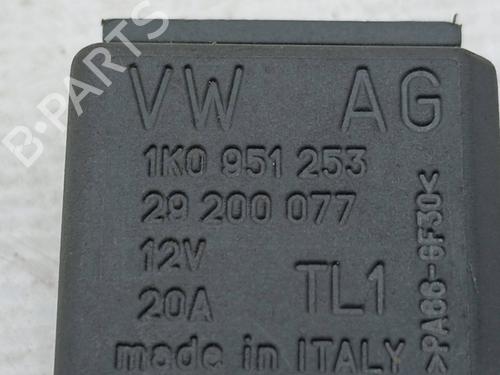 VW AG
1K0 951 253
29 200 077
12V
20A TL1
made in ITALY
>PA66-GF30<
B-PARTS